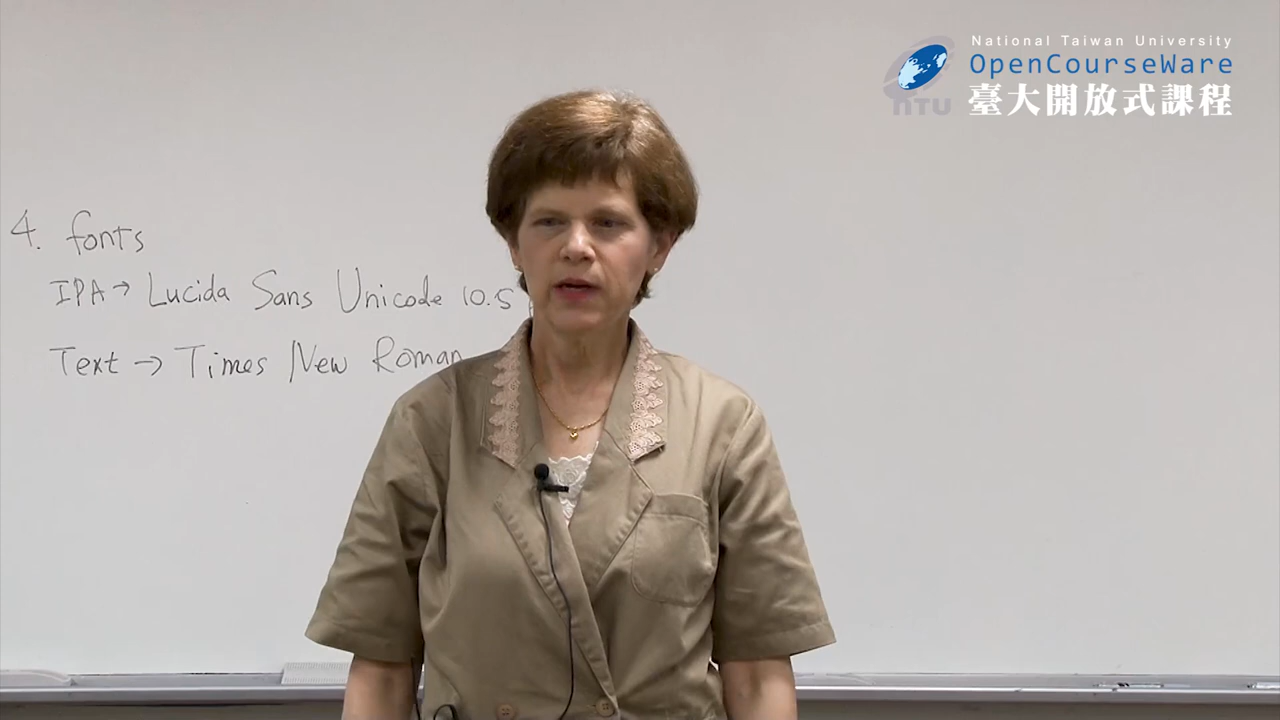 National Taiwan University
OpenCourseWare
NTU 臺大開放式課程
4. fonts
IPA → Lucida Sans Unicode 10.5
Text → Times New Roman